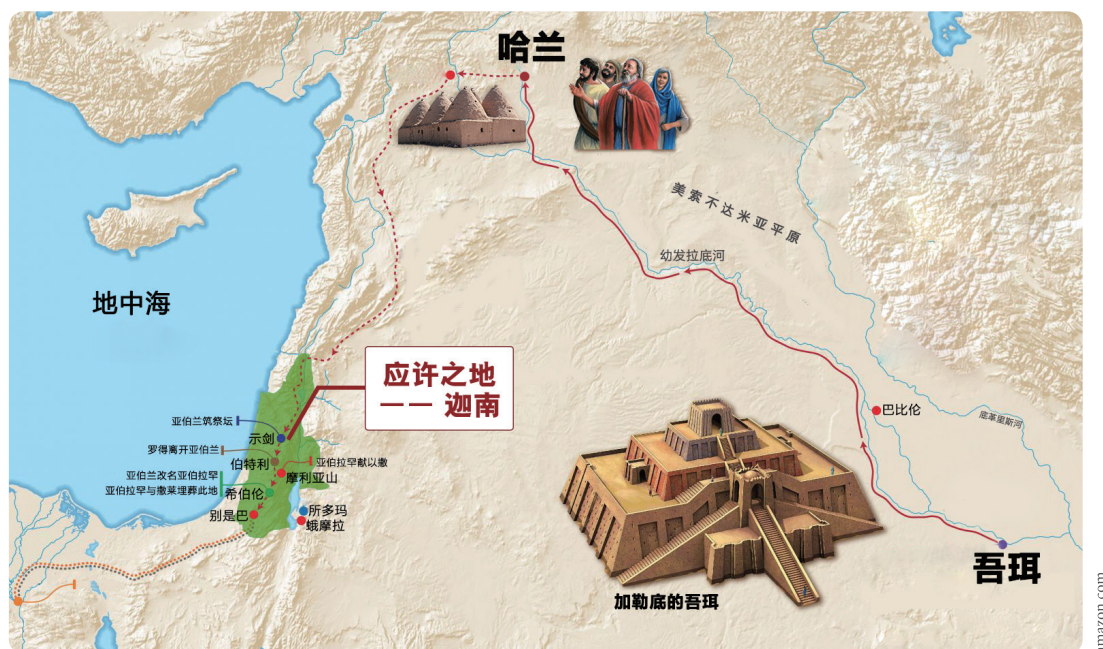 哈兰
美索不达米亚平原
幼发拉底河
地中海
应许之地
—— 迦南
亚伯兰筑祭坛
示剑
罗得离开亚伯兰
伯特利
亚伯拉罕献以撒
摩利亚山
亚伯兰改名亚伯拉罕
亚伯拉罕与撒莱埋葬此地
希伯伦
别是巴
所多玛
蛾摩拉
巴比伦
底革里斯河
吾珥
加勒底的吾珥
amazon.com